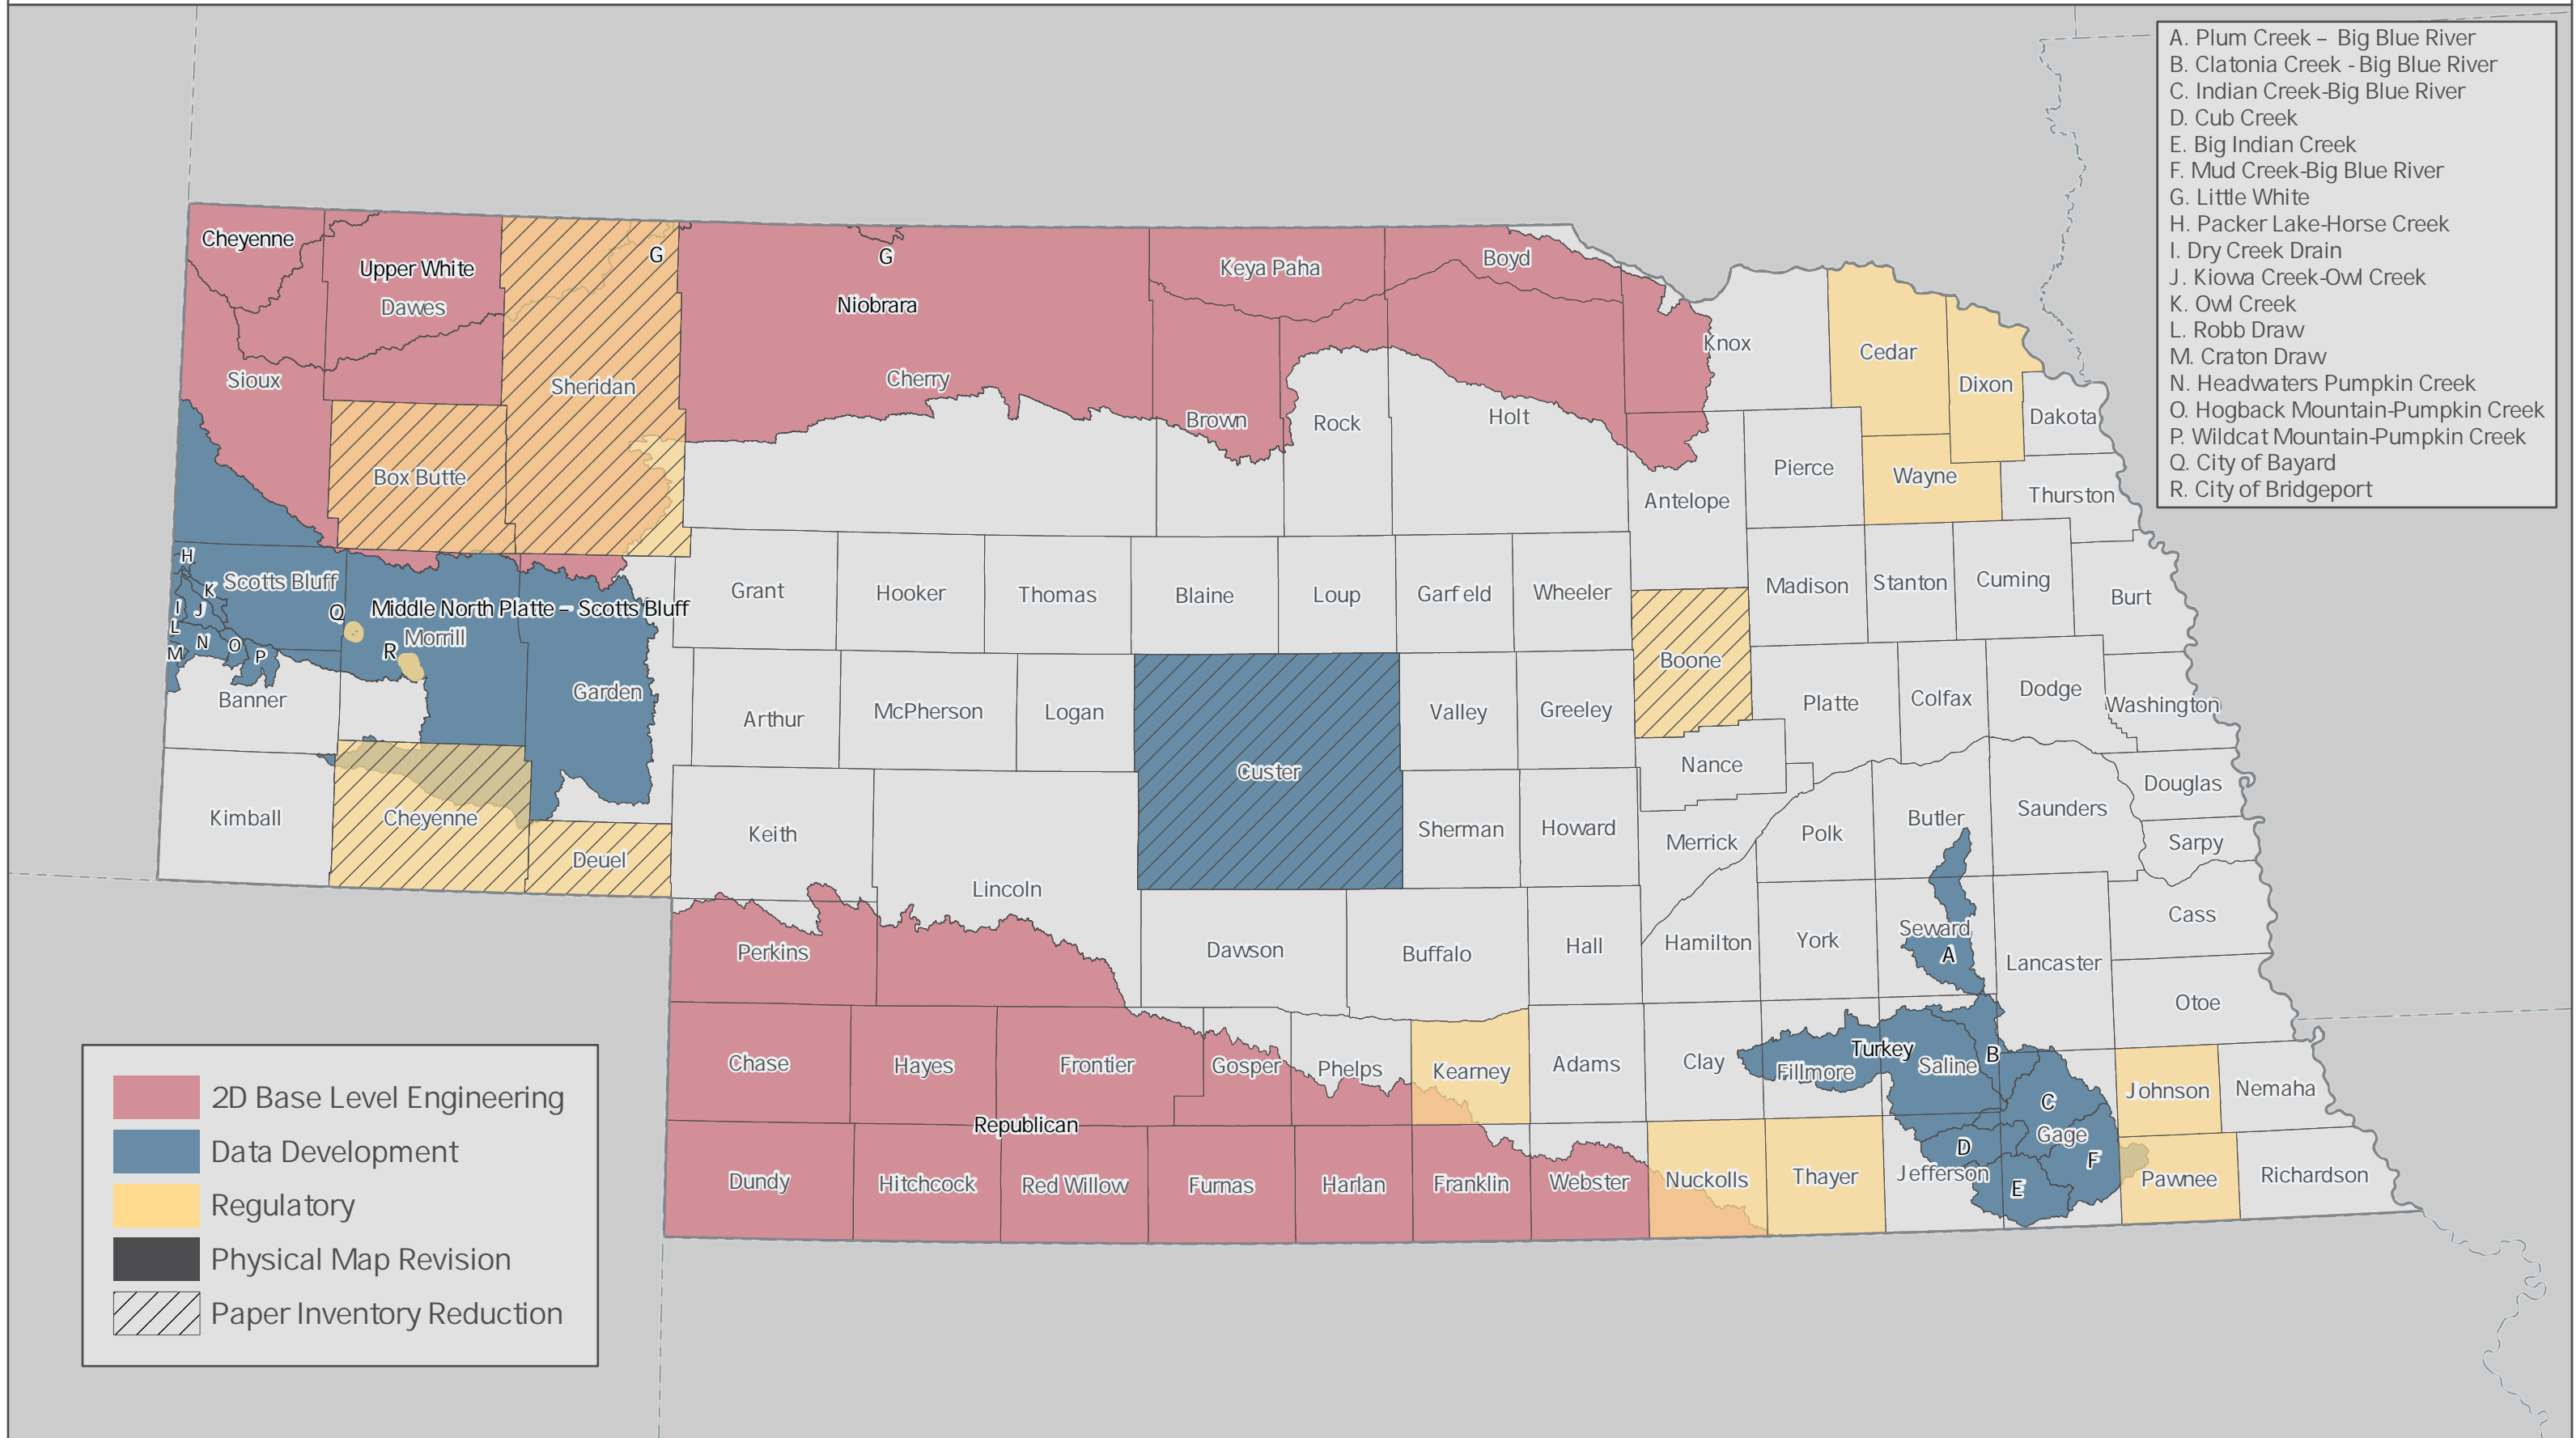 A. Plum Creek – Big Blue River
B. Clatonia Creek - Big Blue River
C. Indian Creek-Big Blue River
D. Cub Creek
E. Big Indian Creek
F. Mud Creek-Big Blue River
G. Little White
H. Packer Lake-Horse Creek
I. Dry Creek Drain
J. Kiowa Creek-Owl Creek
K. Owl Creek
L. Robb Draw
M. Craton Draw
N. Headwaters Pumpkin Creek
O. Hogback Mountain-Pumpkin Creek
P. Wildcat Mountain-Pumpkin Creek
Q. City of Bayard
R. City of Bridgeport
Cheyenne
Upper White
Dawes
Sioux
G
Sheridan
Box Butte
G
Niobrara
Cherry
Keya Paha
Boyd
Brown
Rock
Holt
Knox
Antelope
Pierce
Cedar
Dixon
Wayne
Dakota
Thurston
H
Scotts Bluff
K
I
J
L
N
M
O
P
Q
Middle North Platte – Scotts Bluff
Morrill
R
Garden
Banner
Kimball
Cheyenne
Deuel
Grant
Hooker
Thomas
Blaine
Loup
Garf eld
Wheeler
Boone
Madison
Stanton
Cuming
Burt
Arthur
McPherson
Logan
Custer
Valley
Greeley
Nance
Platte
Colfax
Dodge
Washington
Keith
Lincoln
Sherman
Howard
Merrick
Polk
Butler
Saunders
Douglas
Sarpy
Perkins
Dawson
Buffalo
Hall
Hamilton
York
Seward
A
Lancaster
Cass
Otoe
Chase
Hayes
Frontier
Gosper
Phelps
Kearney
Adams
Clay
Fillmore
Turkey
Saline
B
C
Gage
Johnson
Nemaha
Republican
Dundy
Hitchcock
Red Willow
Furnas
Harlan
Franklin
Webster
Nuckolls
Thayer
Jefferson
D
E
F
Pawnee
Richardson
2D Base Level Engineering
Data Development
Regulatory
Physical Map Revision
Paper Inventory Reduction